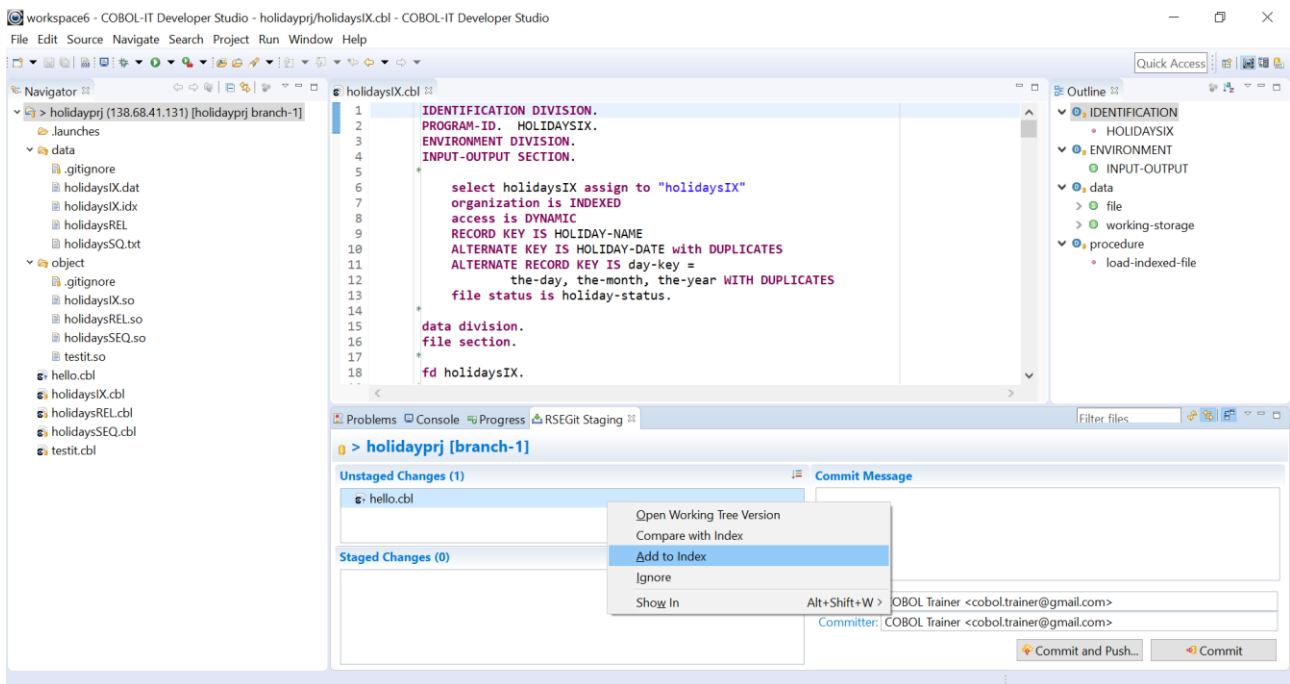 workspace6 - COBOL-IT Developer Studio - holidayprj/holidaysIX.cbl - COBOL-IT Developer Studio
File Edit Source Navigate Search Project Run Window Help
Quick Access
Navigator
> holidayprj (138.68.41.131) [holidayprj branch-1]
.launches
data
.gitignore
holidaysIX.dat
holidaysIX.idx
holidaysREL
holidaysSQ.txt
object
.gitignore
holidaysIX.so
holidaysREL.so
holidaysSEQ.so
testit.so
hello.cbl
holidaysIX.cbl
holidaysREL.cbl
holidaysSEQ.cbl
testit.cbl
holidaysIX.cbl
1 IDENTIFICATION DIVISION.
2 PROGRAM-ID. HOLIDAYSIX.
3 ENVIRONMENT DIVISION.
4 INPUT-OUTPUT SECTION.
5 *
6 select holidaysIX assign to "holidaysIX"
7 organization is INDEXED
8 access is DYNAMIC
9 RECORD KEY IS HOLIDAY-NAME
10 ALTERNATE KEY IS HOLIDAY-DATE with DUPLICATES
11 ALTERNATE RECORD KEY IS day-key =
12 the-day, the-month, the-year WITH DUPLICATES
13 file status is holiday-status.
14 *
15 data division.
16 file section.
17 *
18 fd holidaysIX.
Outline
IDENTIFICATION
HOLIDAYSIX
ENVIRONMENT
INPUT-OUTPUT
data
file
working-storage
procedure
load-indexed-file
Problems Console Progress RSEGit Staging
Filter files
> holidayprj [branch-1]
Unstaged Changes (1)
hello.cbl
Staged Changes (0)
Open Working Tree Version
Compare with Index
Add to Index
Ignore
Show In Alt+Shift+W >
Commit Message
OBOL Trainer <cobol.trainer@gmail.com>
Committer: COBOL Trainer <cobol.trainer@gmail.com>
Commit and Push... Commit